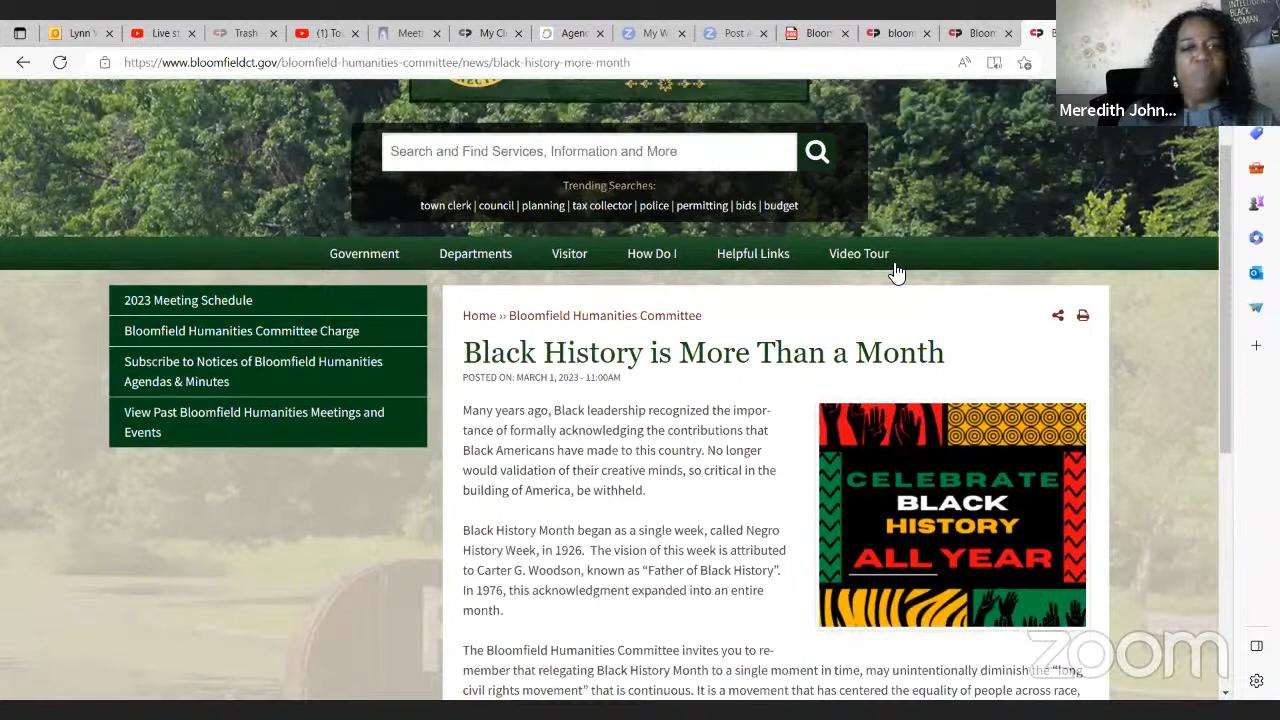 Lynn V
Live st
Trash
(1) To
Meeti
My Cl
Agend
My W
Post A
Bloom
bloom
Bloom
https://www.bloomfieldct.gov/bloomfield-humanities-committee/news/black-history-more-month
INTELLIGENT
BLACK
WOMAN.
Meredith John...
Search and Find Services, Information and More
Trending Searches:
town clerk | council | planning | tax collector | police | permitting | bids | budget
Government Departments Visitor How Do I Helpful Links Video Tour
2023 Meeting Schedule
Bloomfield Humanities Committee Charge
Subscribe to Notices of Bloomfield Humanities
Agendas & Minutes
View Past Bloomfield Humanities Meetings and
Events
Home ›› Bloomfield Humanities Committee
Black History is More Than a Month
POSTED ON: MARCH 1, 2023 - 11:00AM
Many years ago, Black leadership recognized the impor-
tance of formally acknowledging the contributions that
Black Americans have made to this country. No longer
would validation of their creative minds, so critical in the
building of America, be withheld.
Black History Month began as a single week, called Negro
History Week, in 1926. The vision of this week is attributed
to Carter G. Woodson, known as “Father of Black History”.
In 1976, this acknowledgment expanded into an entire
month.
CELEBRATE
BLACK
HISTORY
ALL YEAR
The Bloomfield Humanities Committee invites you to re-
member that relegating Black History Month to a single moment in time, may unintentionally diminish the “long
civil rights movement” that is continuous. It is a movement that has centered the equality of people across race,
zoom